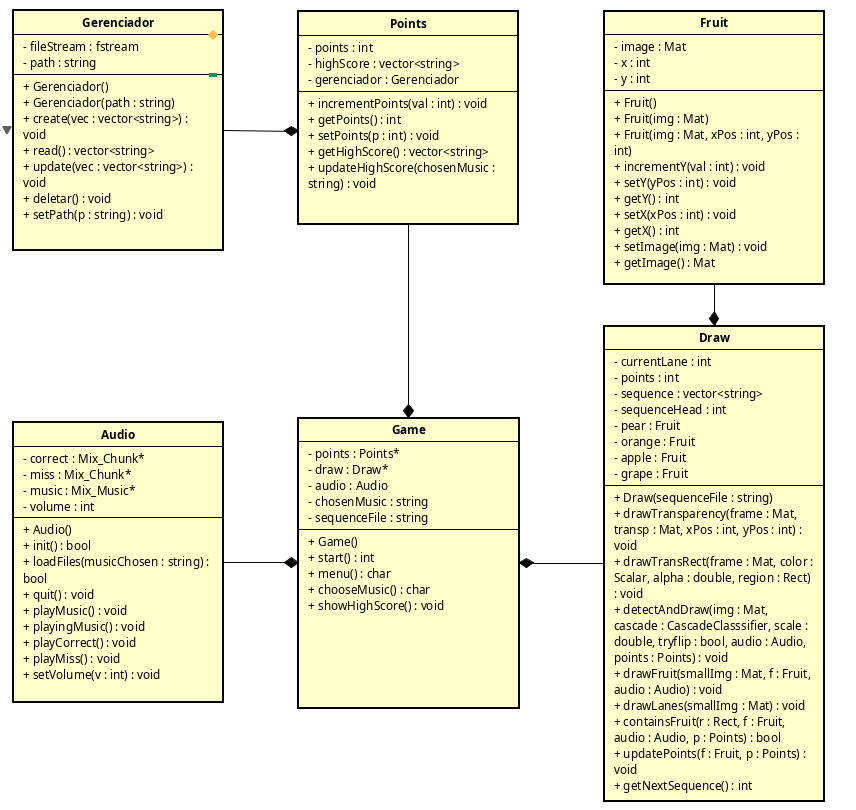 Gerenciador
- fileStream : fstream
- path : string
+ Gerenciador()
+ Gerenciador(path : string)
+ create(vec : vector<string>) :
void
+ read() : vector<string>
+ update(vec : vector<string>) :
void
+ deletar() : void
+ setPath(p : string) : void
Points
- points : int
- highScore : vector<string>
- gerenciador : Gerenciador
+ incrementPoints(val : int) : void
+ getPoints() : int
+ setPoints(p : int) : void
+ getHighScore() : vector<string>
+ updateHighScore(chosenMusic :
string) : void
Fruit
- image : Mat
- x : int
- y : int
+ Fruit()
+ Fruit(img : Mat)
+ Fruit(img : Mat, xPos : int, yPos :
int)
+ incrementY(val : int) : void
+ setY(yPos : int) : void
+ getY() : int
+ setX(xPos : int) : void
+ getX() : int
+ setImage(img : Mat) : void
+ getImage() : Mat
Audio
- correct : Mix_Chunk*
- miss : Mix_Chunk*
- music : Mix_Music*
- volume : int
+ Audio()
+ init() : bool
+ loadFiles(musicChosen : string) :
bool
+ quit() : void
+ playMusic() : void
+ playingMusic() : void
+ playCorrect() : void
+ playMiss() : void
+ setVolume(v : int) : void
Game
- points : Points*
- draw : Draw*
- audio : Audio
- chosenMusic : string
- sequenceFile : string
+ Game()
+ start() : int
+ menu() : char
+ chooseMusic() : char
+ showHighScore() : void
Draw
- currentLane : int
- points : int
- sequence : vector<string>
- sequenceHead : int
- pear : Fruit
- orange : Fruit
- apple : Fruit
- grape : Fruit
+ Draw(sequenceFile : string)
+ drawTransparency(frame : Mat,
transp : Mat, xPos : int, yPos : int) :
void
+ drawTransRect(frame : Mat, color :
Scalar, alpha : double, region : Rect)
: void
+ detectAndDraw(img : Mat,
cascade : CascadeClasssifier, scale :
double, tryflip : bool, audio : Audio,
points : Points) : void
+ drawFruit(smallImg : Mat, f : Fruit,
audio : Audio) : void
+ drawLanes(smallImg : Mat) : void
+ containsFruit(r : Rect, f : Fruit,
audio : Audio, p : Points) : bool
+ updatePoints(f : Fruit, p : Points) :
void
+ getNextSequence() : int